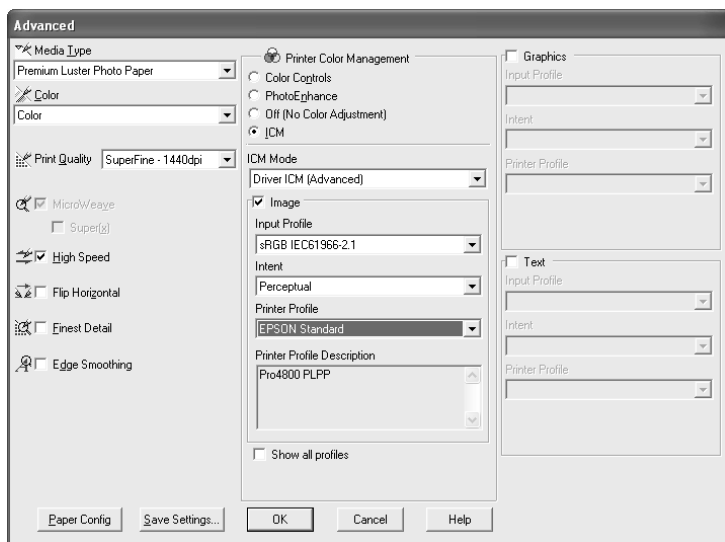 Advanced
Media Type
Premium Luster Photo Paper
Color
Color
Print Quality SuperFine - 1440dpi
MicroWeave
Super(x)
High Speed
Flip Horizontal
Finest Detail
Edge Smoothing
Paper Config
Save Settings...
Printer Color Management
Color Controls
PhotoEnhance
Off (No Color Adjustment)
ICM
ICM Mode
Driver ICM (Advanced)
Image
Input Profile
sRGB IEC61966-2.1
Intent
Perceptual
Printer Profile
EPSON Standard
Printer Profile Description
Pro4800 PLPP
Show all profiles
OK
Cancel
Help
Graphics
Input Profile
Intent
Printer Profile
Text
Input Profile
Intent
Printer Profile